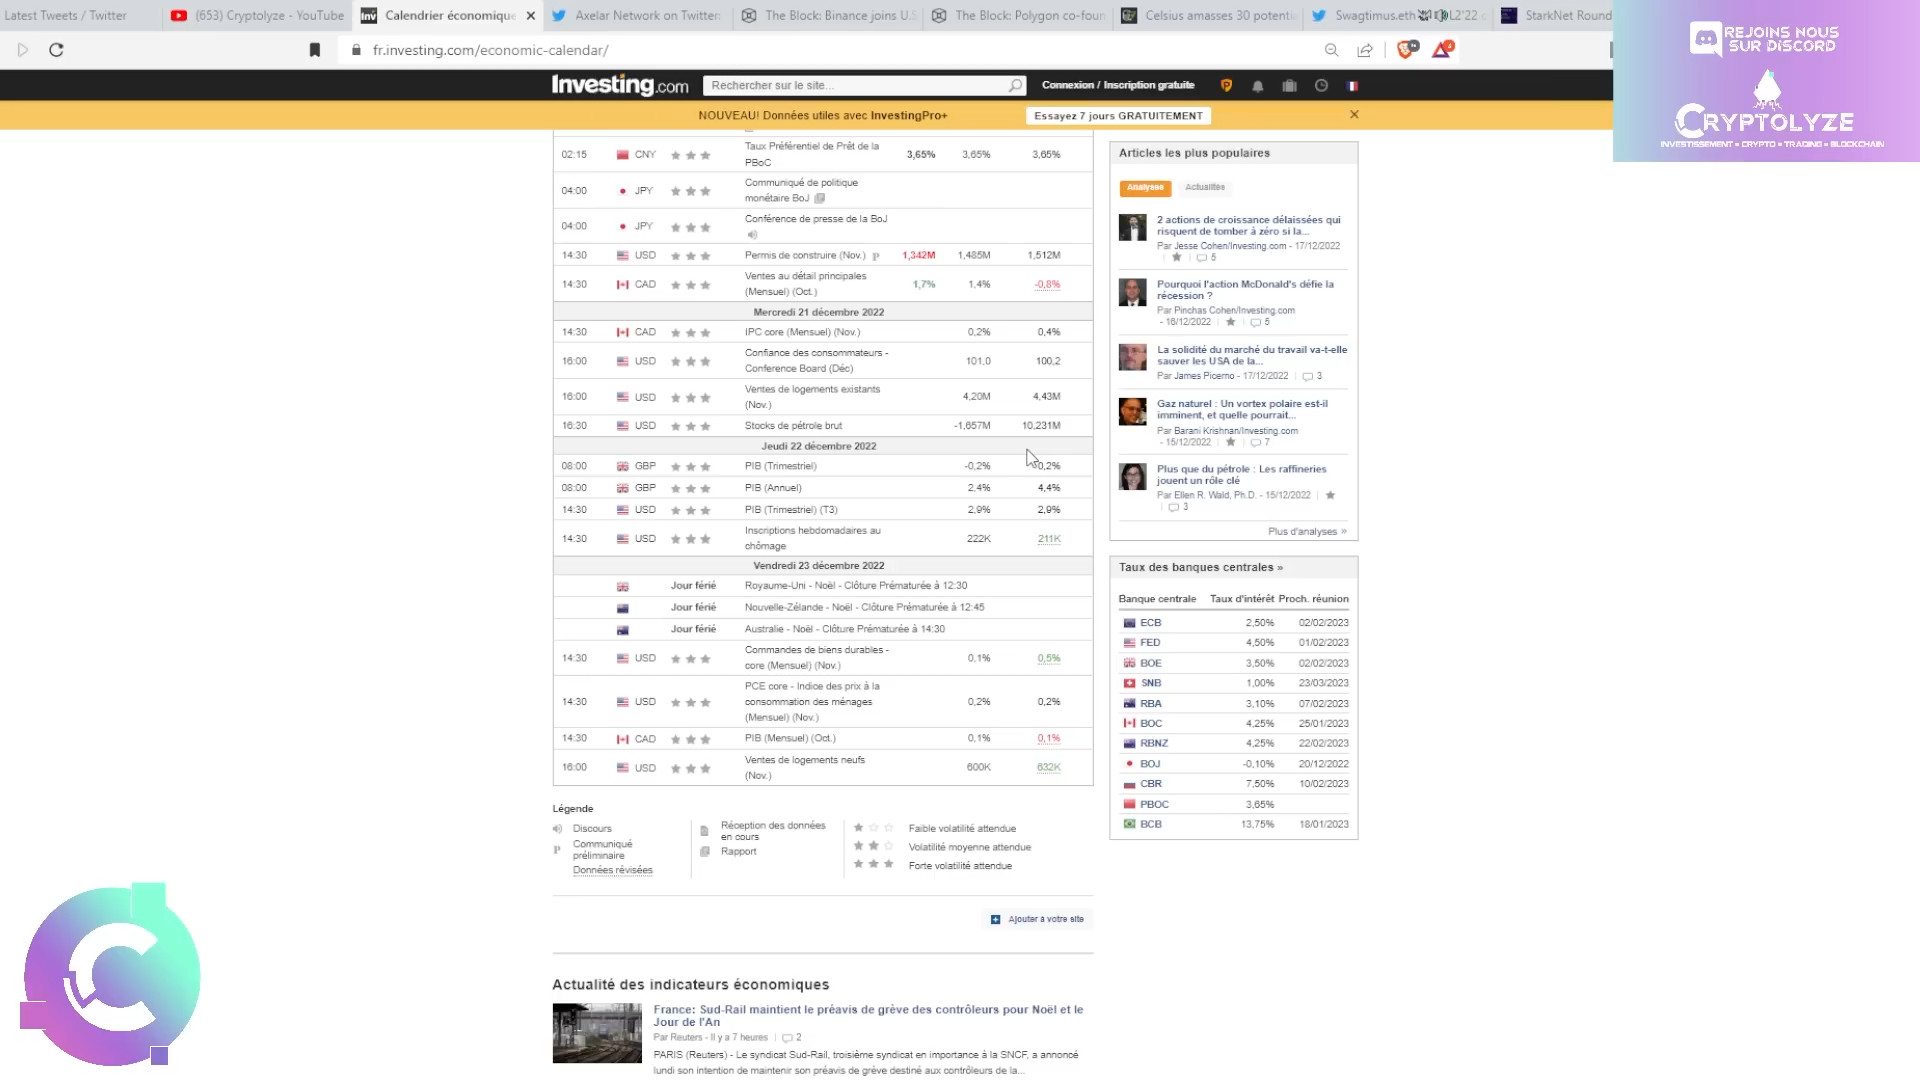 Latest Tweets / Twitter
(653) Cryptolyze - YouTube
Calendrier économique
Axelar Network on Twitter
The Block: Binance joins U.S
The Block: Polygon co-foun
Celsius amasses 30 potenti
Swagtimus.eth
L2'22
StarkNet Round
fr.investing.com/economic-calendar/
REJOINS NOUS
SUR DISCORD
CRYPTOLYZE
INVESTISSEMENT • CRYPTO • TRADING • BLOCKCHAIN
Investing.com
Rechercher sur le site...
Connexion / Inscription gratuite
NOUVEAU! Données utiles avec InvestingPro+
Essayez 7 jours GRATUITEMENT
02:15 CNY Taux Préférentiel de Prêt de la PBoC 3,65% 3,65% 3,65%
04:00 JPY Communiqué de politique monétaire BoJ
04:00 JPY Conférence de presse de la BoJ
14:30 USD Permis de construire (Nov.) P 1,342M 1,485M 1,512M
14:30 CAD Ventes au détail principales (Mensuel) (Oct.) 1,7% 1,4% -0,8%
Mercredi 21 décembre 2022
14:30 CAD IPC core (Mensuel) (Nov.) 0,2% 0,4%
16:00 USD Confiance des consommateurs - Conference Board (Déc) 101,0 100,2
16:00 USD Ventes de logements existants (Nov.) 4,20M 4,43M
16:30 USD Stocks de pétrole brut -1,657M 10,231M
Jeudi 22 décembre 2022
08:00 GBP PIB (Trimestriel) -0,2% 0,2%
08:00 GBP PIB (Annuel) 2,4% 4,4%
14:30 USD PIB (Trimestriel) (T3) 2,9% 2,9%
14:30 USD Inscriptions hebdomadaires au chômage 222K 211K
Vendredi 23 décembre 2022
Jour férié Royaume-Uni - Noël - Clôture Prématurée à 12:30
Jour férié Nouvelle-Zélande - Noël - Clôture Prématurée à 12:45
Jour férié Australie - Noël - Clôture Prématurée à 14:30
14:30 USD Commandes de biens durables - core (Mensuel) (Nov.) 0,1% 0,5%
14:30 USD PCE core - Indice des prix à la consommation des ménages (Mensuel) (Nov.) 0,2% 0,2%
14:30 CAD PIB (Mensuel) (Oct.) 0,1% 0,1%
16:00 USD Ventes de logements neufs (Nov.) 600K 632K
Légende
Discours
Communiqué préliminaire
Données révisées
Réception des données en cours
Rapport
Faible volatilité attendue
Volatilité moyenne attendue
Forte volatilité attendue
Ajouter à votre site
Actualité des indicateurs économiques
France: Sud-Rail maintient le préavis de grève des contrôleurs pour Noël et le
Jour de l'An
Par Reuters - Il y a 7 heures | 2
PARIS (Reuters) - Le syndicat Sud-Rail, troisième syndicat en importance à la SNCF, a annoncé
lundi son intention de maintenir son préavis de grève destiné aux contrôleurs de la...
Articles les plus populaires
Analyses Actualités
2 actions de croissance délaissées qui
risquent de tomber à zéro si la...
Par Jesse Cohen/Investing.com - 17/12/2022
| 5
Pourquoi l'action McDonald's défie la
récession ?
Par Pinchas Cohen/Investing.com
- 16/12/2022 | | 5
La solidité du marché du travail va-t-elle
sauver les USA de la...
Par James Picerno - 17/12/2022 | 3
Gaz naturel : Un vortex polaire est-il
imminent, et quelle pourrait...
Par Barani Krishnan/Investing.com
- 15/12/2022 | | 7
Plus que du pétrole : Les raffineries
jouent un rôle clé
Par Ellen R. Wald, Ph.D. - 15/12/2022 |
| 3
Plus d'analyses »
Taux des banques centrales »
Banque centrale Taux d'intérêt Proch. réunion
ECB 2,50% 02/02/2023
FED 4,50% 01/02/2023
BOE 3,50% 02/02/2023
SNB 1,00% 23/03/2023
RBA 3,10% 07/02/2023
BOC 4,25% 25/01/2023
RBNZ 4,25% 22/02/2023
BOJ -0,10% 20/12/2022
CBR 7,50% 10/02/2023
PBOC 3,65%
BCB 13,75% 18/01/2023